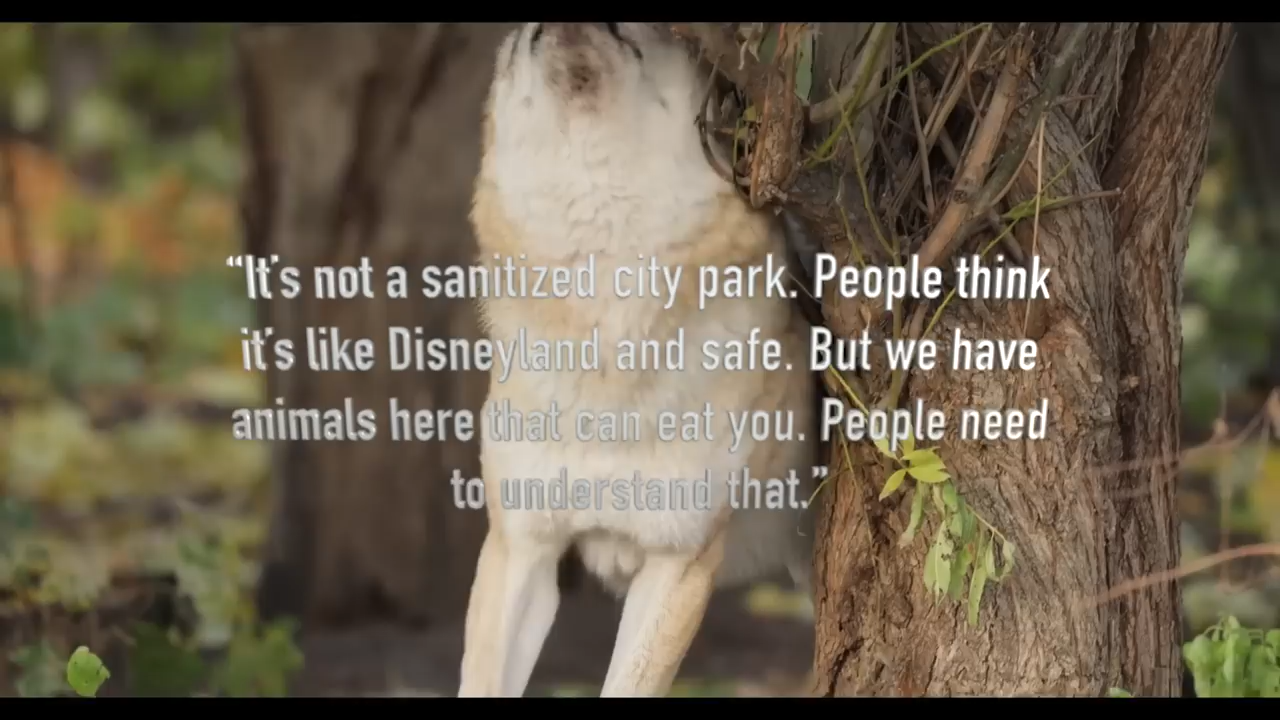 “It's not a sanitized city park. People think
it's like Disneyland and safe. But we have
animals here that can eat you. People need
to understand that.”